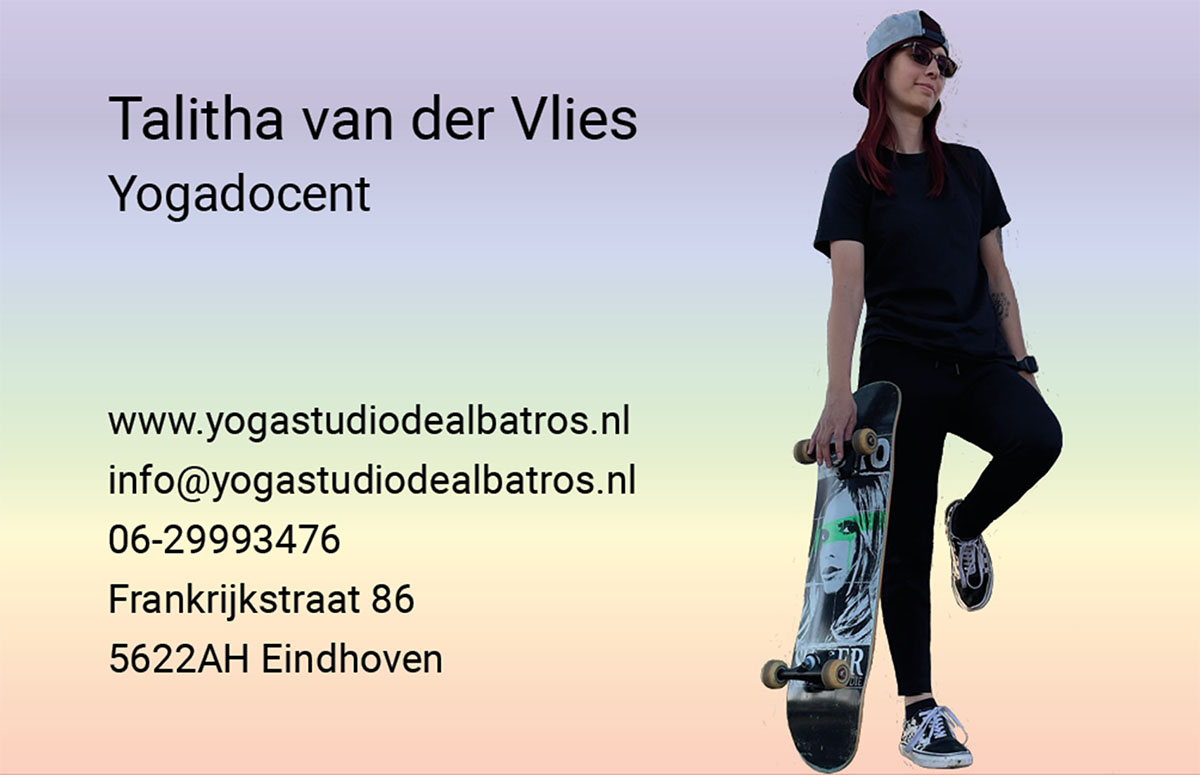 Talitha van der Vlies
Yogadocent
www.yogastudiodealbatros.nl
info@yogastudiodealbatros.nl
06-29993476
Frankrijkstraat 86
5622AH Eindhoven